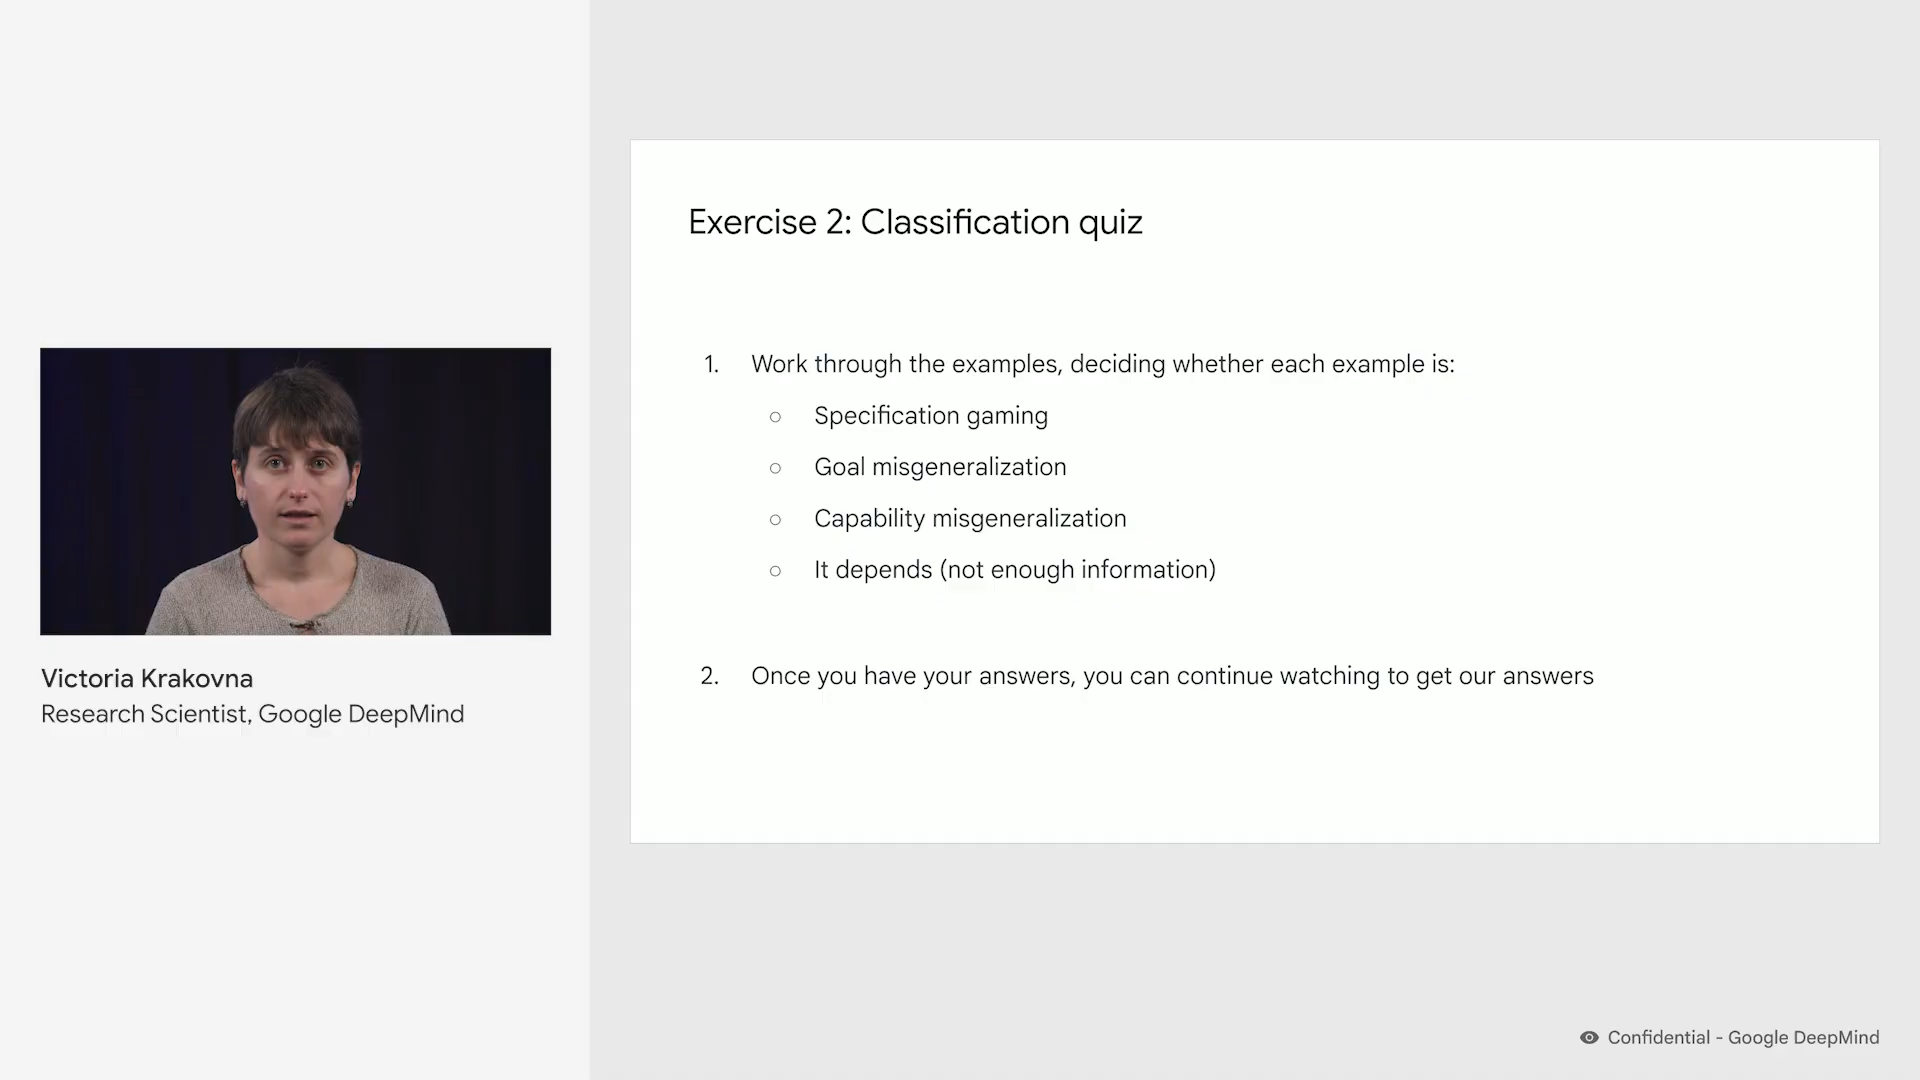 Exercise 2: Classification quiz
1. Work through the examples, deciding whether each example is:
○ Specification gaming
○ Goal misgeneralization
○ Capability misgeneralization
○ It depends (not enough information)
2. Once you have your answers, you can continue watching to get our answers
Victoria Krakovna
Research Scientist, Google DeepMind
Confidential - Google DeepMind